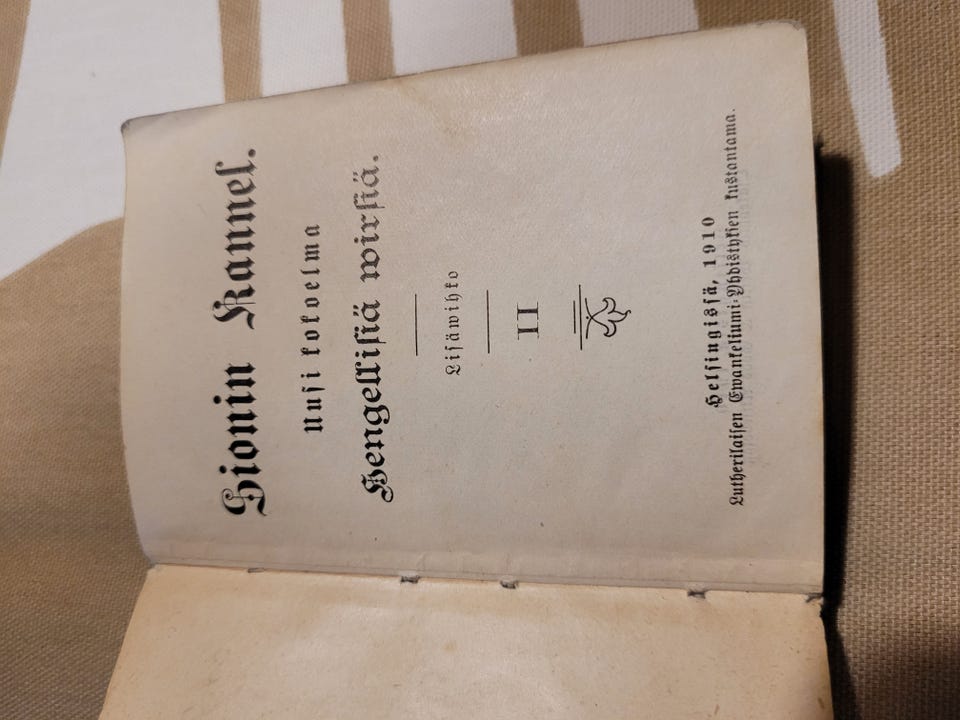 Sionin Kannel.
Uusi kokoelma
Hengellisiä wirsiä.
Lisäwihko
II
Helsingissä, 1910
Lutherilaisen Ewankeliumi-Yhdistyksen kustantama.